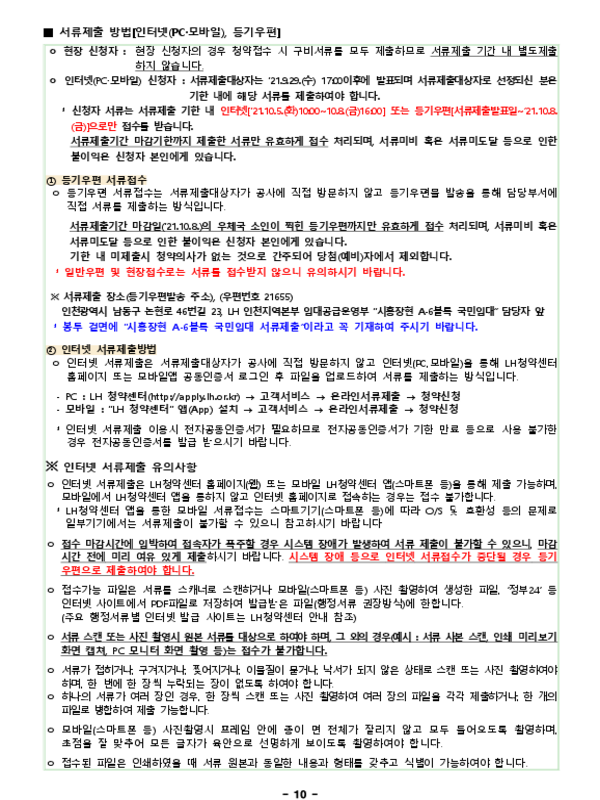 ■ 서류제출 방법[인터넷(PC·모바일), 등기우편]
ㅇ 현장 신청자 : 현장 신청자의 경우 청약접수 시 구비서류를 모두 제출하므로 서류제출 기간 내 별도제출
하지 않습니다.
ㅇ 인터넷(PC·모바일) 신청자 : 서류제출대상자는 '21.9.29.(수) 17:00이후에 발표되며 서류제출대상자로 선정되신 분은
기한 내에 해당 서류를 제출하여야 합니다.
* 신청자 서류는 서류제출 기한 내 인터넷['21.10.5.(화)10:00~10.8.(금)16:00] 또는 등기우편[서류제출발표일~'21.10.8.
(금)]으로만 접수를 받습니다.
서류제출기간 마감기한까지 제출한 서류만 유효하게 접수 처리되며, 서류미비 혹은 서류미도달 등으로 인한
불이익은 신청자 본인에게 있습니다.
① 등기우편 서류접수
ㅇ 등기우편 서류접수는 서류제출대상자가 공사에 직접 방문하지 않고 등기우편물 발송을 통해 담당부서에
직접 서류를 제출하는 방식입니다.
서류제출기간 마감일('21.10.8.)의 우체국 소인이 찍힌 등기우편까지만 유효하게 접수 처리되며, 서류미비 혹은
서류미도달 등으로 인한 불이익은 신청자 본인에게 있습니다.
기한 내 미제출시 청약의사가 없는 것으로 간주되어 당첨(예비)자에서 제외합니다.
* 일반우편 및 현장접수로는 서류를 접수받지 않으니 유의하시기 바랍니다.
※ 서류제출 장소(등기우편발송 주소), (우편번호 21655)
인천광역시 남동구 논현로 46번길 23, LH 인천지역본부 임대공급운영부 "시흥장현 A-6블록 국민임대" 담당자 앞
* 봉투 겉면에 "시흥장현 A-6블록 국민임대 서류제출"이라고 꼭 기재하여 주시기 바랍니다.
② 인터넷 서류제출방법
ㅇ 인터넷 서류제출은 서류제출대상자가 공사에 직접 방문하지 않고 인터넷(PC,모바일)을 통해 LH청약센터
홈페이지 또는 모바일앱 공동인증서 로그인 후 파일을 업로드하여 서류를 제출하는 방식입니다.
- PC : LH 청약센터(http://apply.lh.or.kr) → 고객서비스 → 온라인서류제출 → 청약신청
- 모바일 : "LH 청약센터" 앱(App) 설치 → 고객서비스 → 온라인서류제출 → 청약신청
* 인터넷 서류제출 이용시 전자공동인증서가 필요하므로 전자공동인증서가 기한 만료 등으로 사용 불가한
경우 전자공동인증서를 발급 받으시기 바랍니다.
※ 인터넷 서류제출 유의사항
ㅇ 인터넷 서류제출은 LH청약센터 홈페이지(웹) 또는 모바일 LH청약센터 앱(스마트폰 등)을 통해 제출 가능하며,
모바일에서 LH청약센터 앱을 통하지 않고 인터넷 홈페이지로 접속하는 경우는 접수 불가합니다.
* LH청약센터 앱을 통한 모바일 서류접수는 스마트기기(스마트폰 등)에 따라 O/S 및 호환성 등의 문제로
일부기기에서는 서류제출이 불가할 수 있으니 참고하시기 바랍니다
ㅇ 접수 마감시간에 임박하여 접속자가 폭주할 경우 시스템 장애가 발생하여 서류 제출이 불가할 수 있으니, 마감
시간 전에 미리 여유 있게 제출하시기 바랍니다. 시스템 장애 등으로 인터넷 서류접수가 중단될 경우 등기
우편으로 제출하여야 합니다.
ㅇ 접수가능 파일은 서류를 스캐너로 스캔하거나 모바일(스마트폰 등) 사진 촬영하여 생성한 파일, '정부24' 등
인터넷 사이트에서 PDF파일로 저장하여 발급받은 파일(행정서류 권장방식)에 한합니다.
(주요 행정서류별 인터넷 발급 사이트는 LH청약센터 안내 참조)
ㅇ 서류 스캔 또는 사진 촬영시 원본 서류를 대상으로 하여야 하며, 그 외의 경우(예시 : 서류 사본 스캔, 인쇄 미리보기
화면 캡쳐, PC 모니터 화면 촬영 등)는 접수가 불가합니다.
ㅇ 서류가 접히거나, 구겨지거나, 찢어지거나, 이물질이 묻거나, 낙서가 되지 않은 상태로 스캔 또는 사진 촬영하여야
하며, 한 번에 한 장씩 누락되는 장이 없도록 하여야 합니다.
ㅇ 하나의 서류가 여러 장인 경우, 한 장씩 스캔 또는 사진 촬영하여 여러 장의 파일을 각각 제출하거나, 한 개의
파일로 병합하여 제출 가능합니다.
ㅇ 모바일(스마트폰 등) 사진촬영시 프레임 안에 종이 면 전체가 잘리지 않고 모두 들어오도록 촬영하며,
초점을 잘 맞추어 모든 글자가 육안으로 선명하게 보이도록 촬영하여야 합니다.
ㅇ 접수된 파일은 인쇄하였을 때 서류 원본과 동일한 내용과 형태를 갖추고 식별이 가능하여야 합니다.
- 10 -